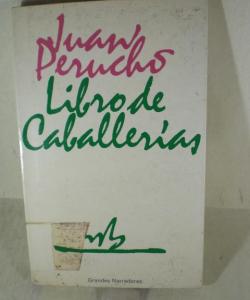 Juan
Perucho
Libro de
Caballerías
Grandes Narradores